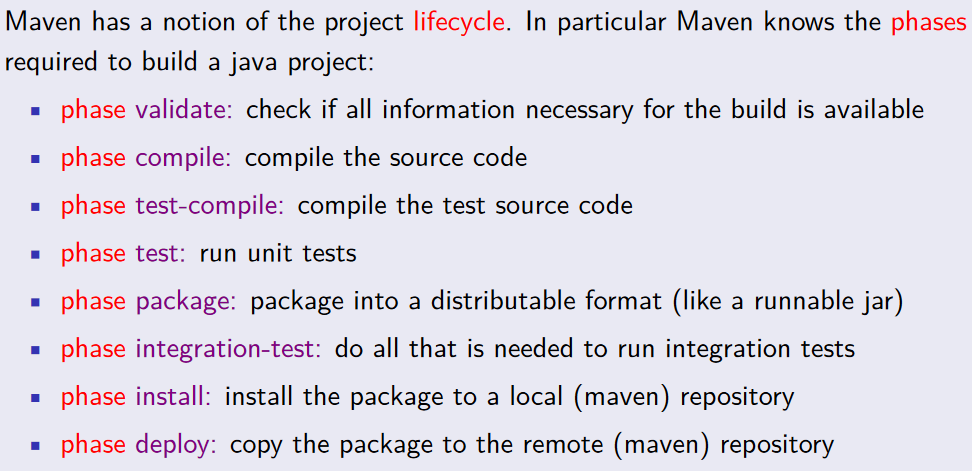 Maven has a notion of the project lifecycle. In particular Maven knows the phases
required to build a java project:
phase validate: check if all information necessary for the build is available
phase compile: compile the source code
phase test-compile: compile the test source code
phase test: run unit tests
phase package: package into a distributable format (like a runnable jar)
phase integration-test: do all that is needed to run integration tests
phase install: install the package to a local (maven) repository
phase deploy: copy the package to the remote (maven) repository